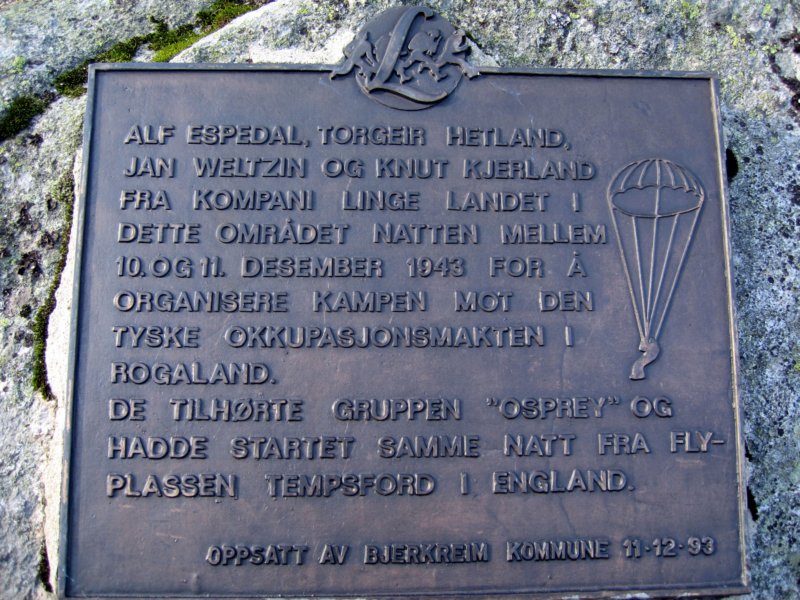 L
ALF ESPEDAL, TORGEIR HETLAND,
JAN WELTZIN OG KNUT KJERLAND
FRA KOMPANI LINGE LANDET I
DETTE OMRÅDET NATTEN MELLEM
10. OG 11. DESEMBER 1943 FOR Å
ORGANISERE KAMPEN MOT DEN
TYSKE OKKUPASJONSMAKTEN I
ROGALAND.
DE TILHØRTE GRUPPEN "OSPREY" OG
HADDE STARTET SAMME NATT FRA FLY-
PLASSEN TEMPSFORD I ENGLAND.
OPPSATT AV BJERKREIM KOMMUNE 11-12-93